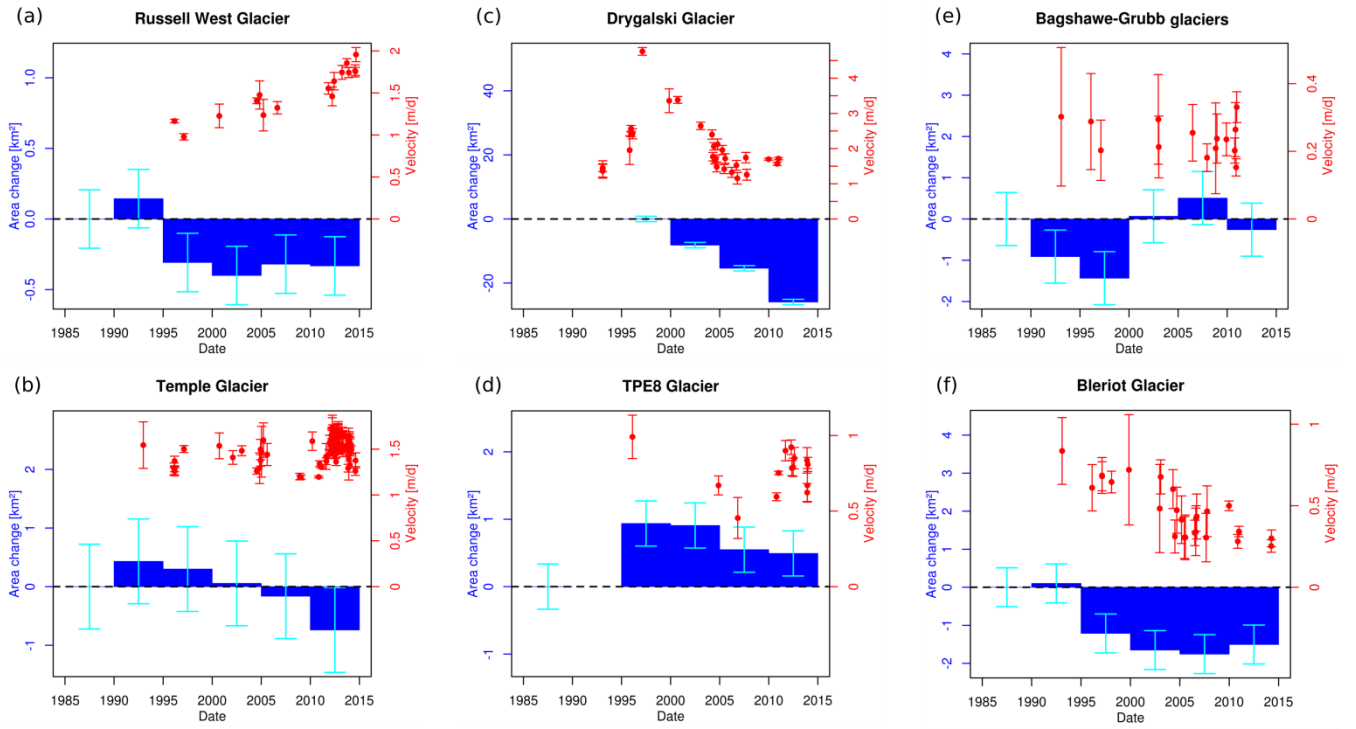 (a)
Russell West Glacier
Area change [km²]
1.0
0.5
0.0
-0.5
Velocity [m/d]
2
1.5
1
0.5
0
1985 1990 1995 2000 2005 2010 2015
Date
(c)
Drygalski Glacier
Area change [km²]
40
20
0
-20
Velocity [m/d]
4
3
2
1
0
1985 1990 1995 2000 2005 2010 2015
Date
(e)
Bagshawe-Grubb glaciers
Area change [km²]
4
3
2
1
0
-1
-2
Velocity [m/d]
0.4
0.2
0
1985 1990 1995 2000 2005 2010 2015
Date
(b)
Temple Glacier
Area change [km²]
2
1
0
-1
Velocity [m/d]
1.5
1
0.5
0
1985 1990 1995 2000 2005 2010 2015
Date
(d)
TPE8 Glacier
Area change [km²]
2
1
0
-1
Velocity [m/d]
1
0.5
0
1985 1990 1995 2000 2005 2010 2015
Date
(f)
Bleriot Glacier
Area change [km²]
4
3
2
1
0
-1
-2
Velocity [m/d]
1
0.5
0
1985 1990 1995 2000 2005 2010 2015
Date